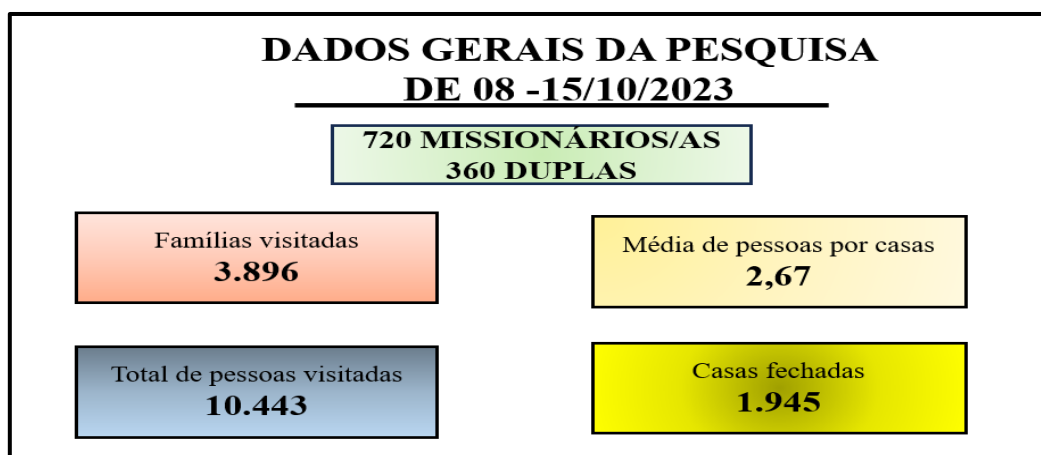 DADOS GERAIS DA PESQUISA
DE 08 -15/10/2023
720 MISSIONÁRIOS/AS
360 DUPLAS
Famílias visitadas
3.896
Média de pessoas por casas
2,67
Total de pessoas visitadas
10.443
Casas fechadas
1.945